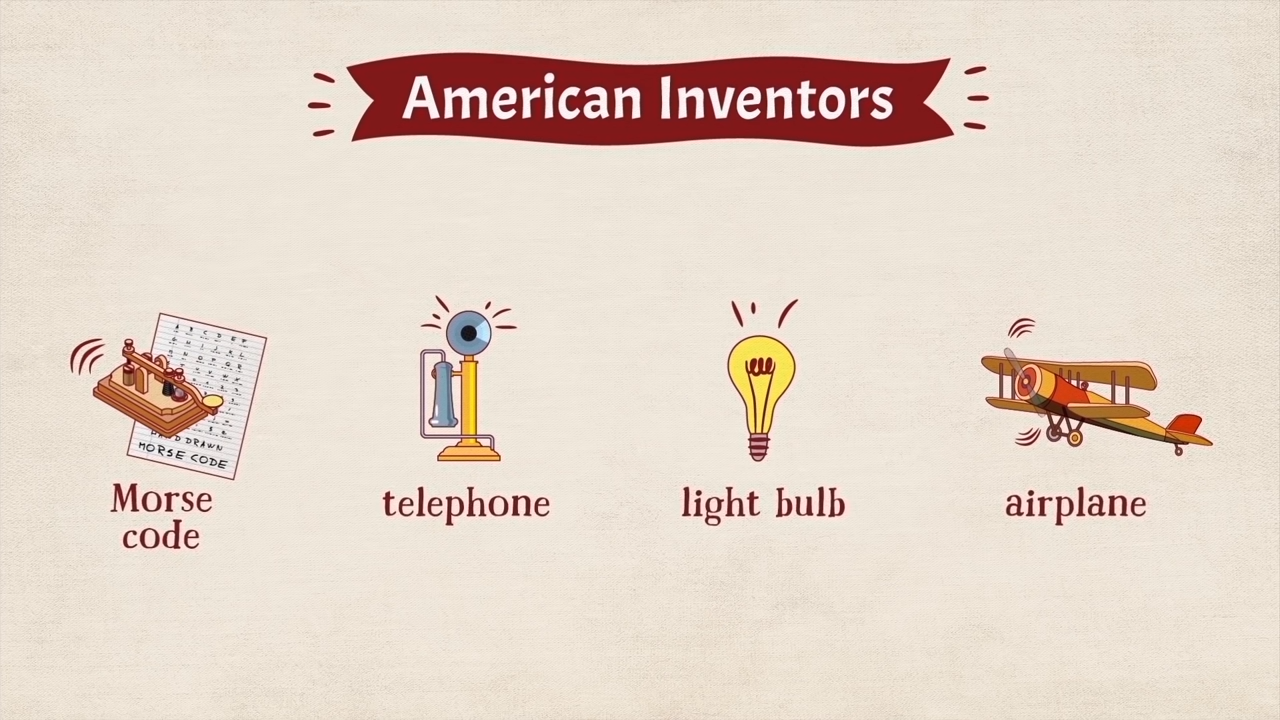 American Inventors
A B C D E F
MORSE CODE
Morse
code
telephone
light bulb
airplane